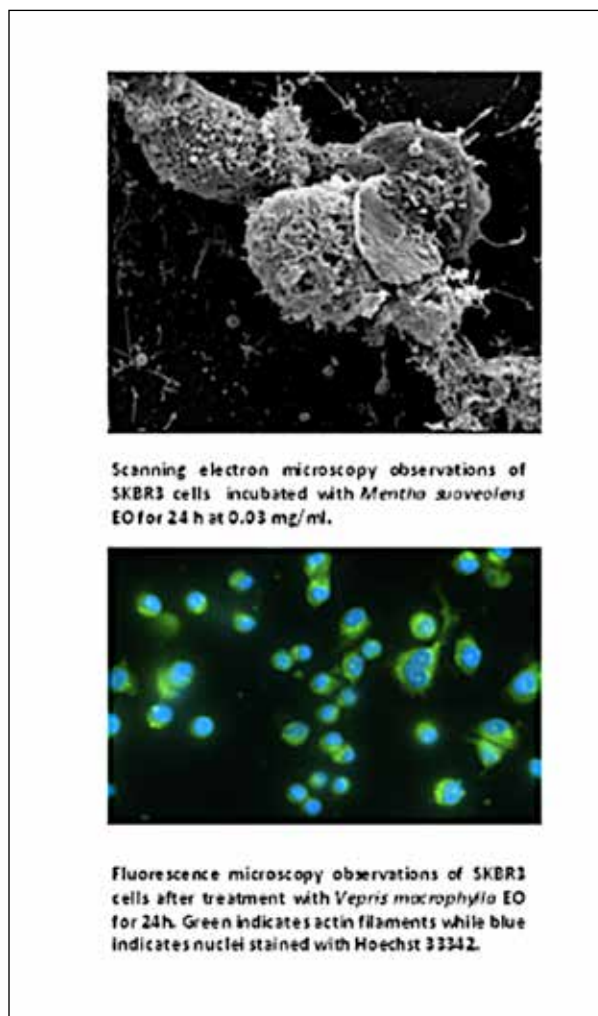 Scanning electron microscopy observations of
SKBR3 cells incubated with Mentha suaveolens
EO for 24 h at 0.03 mg/ml.
Fluorescence microscopy observations of SKBR3
cells after treatment with Vepris macrophylla EO
for 24h. Green indicates actin filaments while blue
indicates nuclei stained with Hoechst 33342.